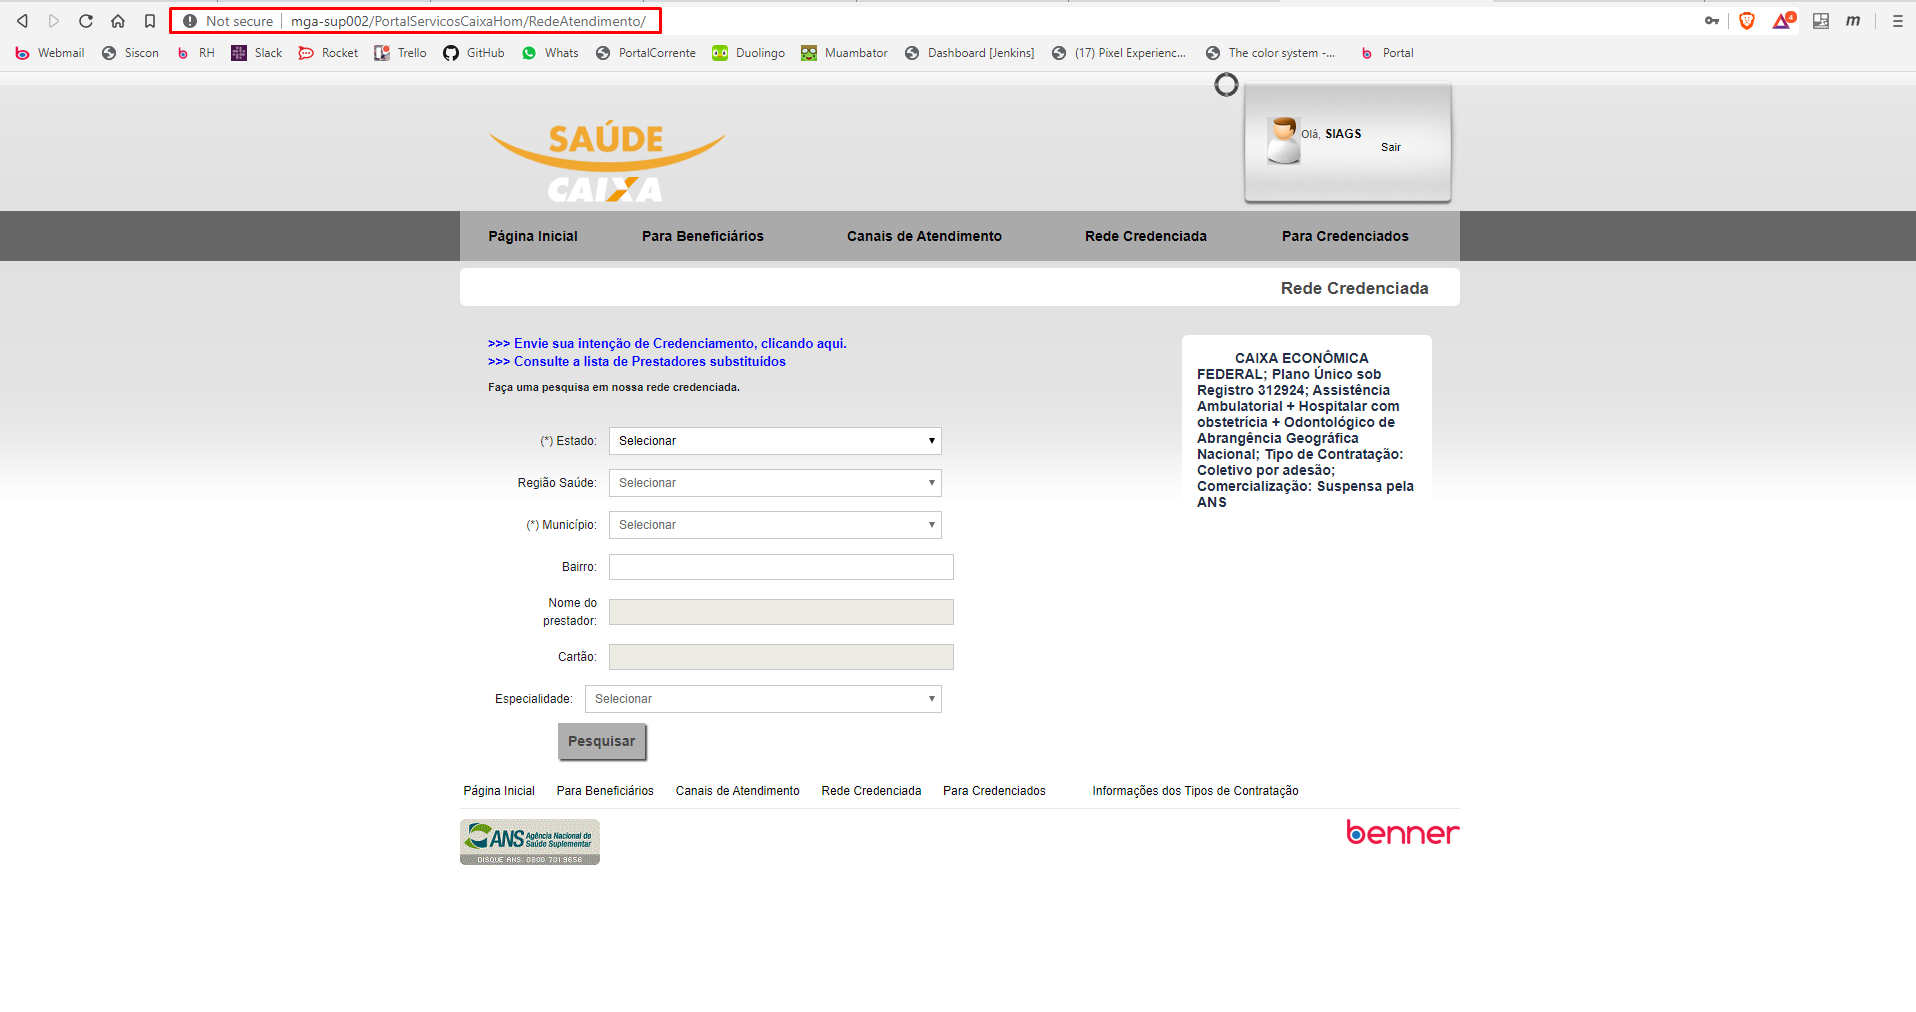 Not secure mga-sup002/PortalServicosCaixaHom/RedeAtendimento/
4
m
Webmail Siscon RH Slack Rocket Trello GitHub Whats PortalCorrente Duolingo Muambator Dashboard [Jenkins] (17) Pixel Experienc... The color system -... Portal
SAÚDE
CAIXA
Olá, SIAGS
Sair
Página Inicial Para Beneficiários Canais de Atendimento Rede Credenciada Para Credenciados
Rede Credenciada
>>> Envie sua intenção de Credenciamento, clicando aqui.
>>> Consulte a lista de Prestadores substituídos
Faça uma pesquisa em nossa rede credenciada.
(*) Estado: Selecionar
Região Saúde: Selecionar
(*) Município: Selecionar
Bairro:
Nome do
prestador:
Cartão:
Especialidade: Selecionar
Pesquisar
CAIXA ECONÔMICA
FEDERAL; Plano Único sob
Registro 312924; Assistência
Ambulatorial + Hospitalar com
obstetrícia + Odontológico de
Abrangência Geográfica
Nacional; Tipo de Contratação:
Coletivo por adesão;
Comercialização: Suspensa pela
ANS
Página Inicial Para Beneficiários Canais de Atendimento Rede Credenciada Para Credenciados Informações dos Tipos de Contratação
ANS Agência Nacional de
Saúde Suplementar
DISQUE ANS: 0800 701 9656
benner